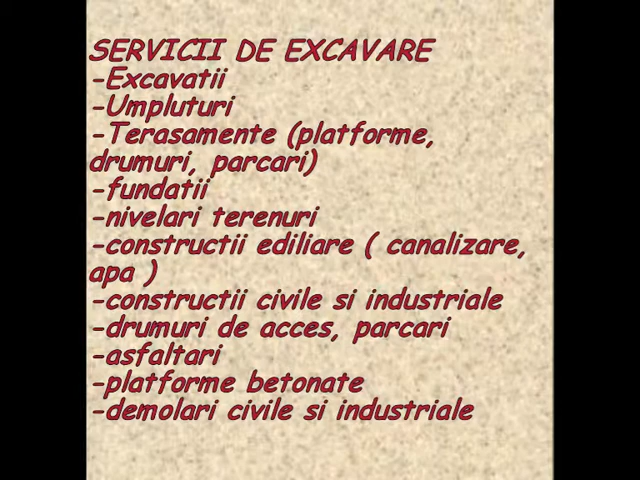 SERVICII DE EXCAVARE
-Excavatii
-Umpluturi
-Terasamente (platforme,
drumuri, parcari)
-fundatii
-nivelari terenuri
-constructii ediliare ( canalizare,
apa )
-constructii civile si industriale
-drumuri de acces, parcari
-asfaltari
-platforme betonate
-demolari civile si industriale